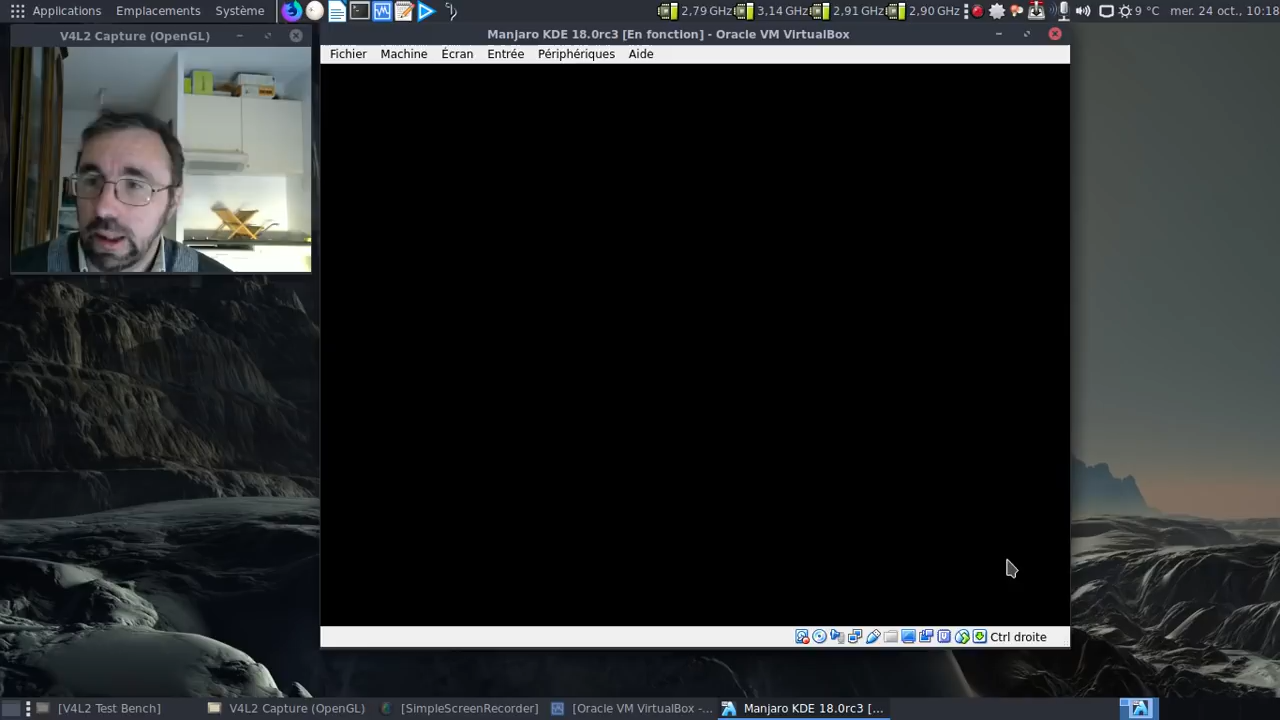 Applications Emplacements Système 2,79 GHz 3,14 GHz 2,91 GHz 2,90 GHz 9 °C mer. 24 oct., 10:18
V4L2 Capture (OpenGL)
Manjaro KDE 18.0rc3 [En fonction] - Oracle VM VirtualBox
Fichier Machine Écran Entrée Périphériques Aide
Ctrl droite
[V4L2 Test Bench] V4L2 Capture (OpenGL) [SimpleScreenRecorder] [Oracle VM VirtualBox -... Manjaro KDE 18.0rc3 [...